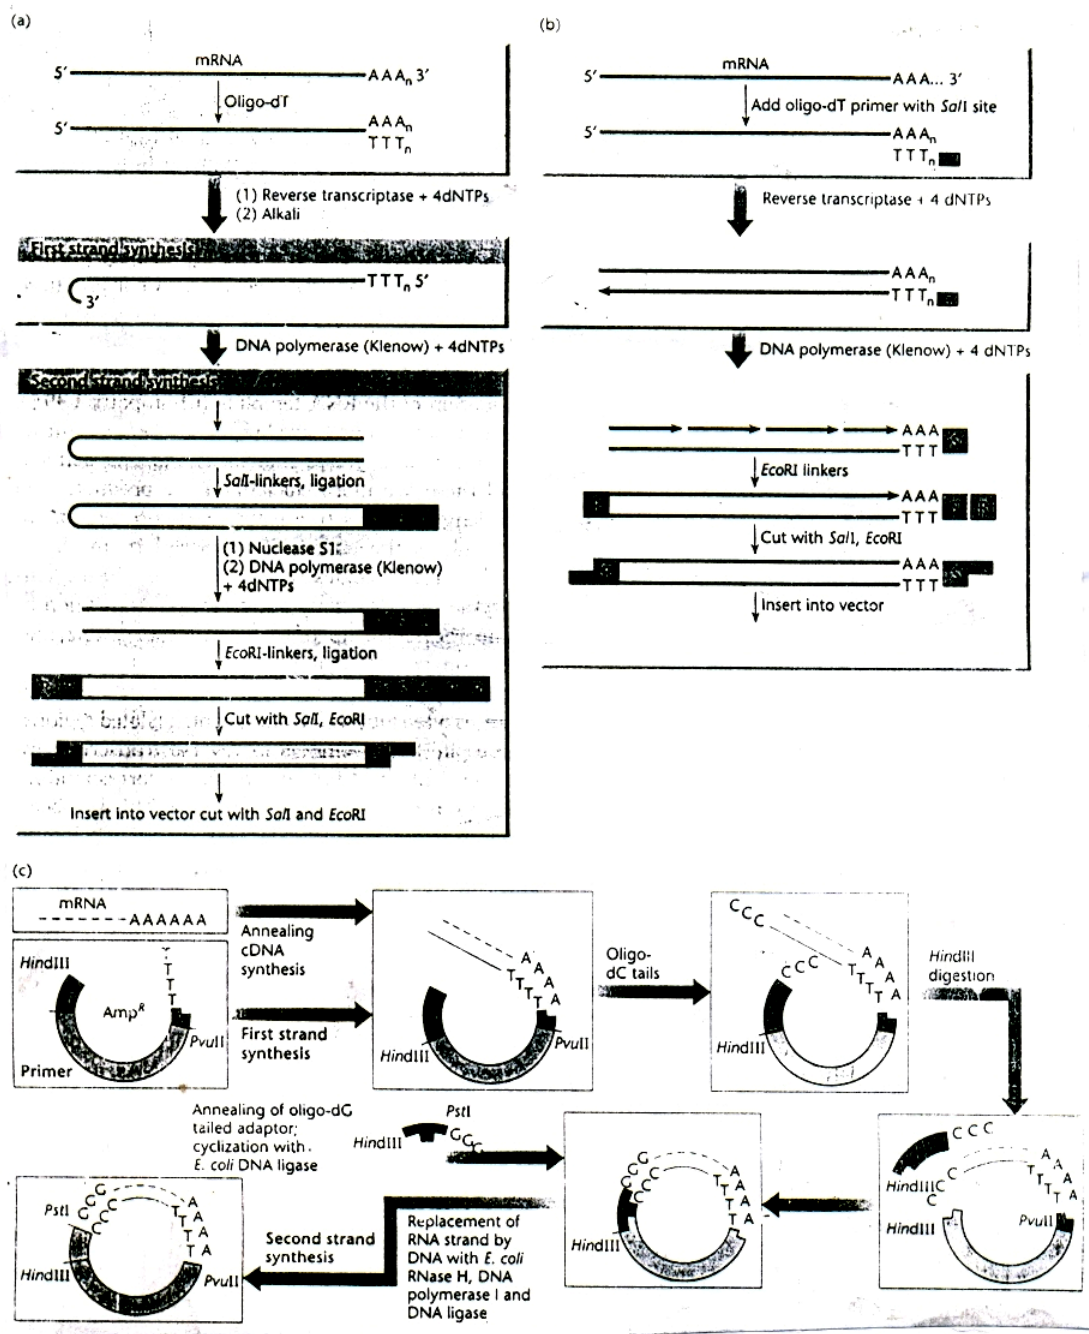 (a)
mRNA
5′ AAAn 3′
Oligo-dT
5′ AAAn
TTTn
(1) Reverse transcriptase + 4dNTPs
(2) Alkali
First strand synthesis
TTTn 5′
3′
DNA polymerase (Klenow) + 4dNTPs
Second strand synthesis
SalI-linkers, ligation
(1) Nuclease S1;
(2) DNA polymerase (Klenow)
+ 4dNTPs
EcoRI-linkers, ligation
Cut with SalI, EcoRI
Insert into vector cut with SalI and EcoRI
(b)
mRNA
5′ AAA... 3′
Add oligo-dT primer with SalI site
5′ AAAn
TTTn
Reverse transcriptase + 4 dNTPs
AAAn
TTTn
DNA polymerase (Klenow) + 4 dNTPs
AAA
TTT
EcoRI linkers
AAA
TTT
Cut with SalI, EcoRI
AAA
TTT
Insert into vector
(c)
mRNA
AAAAAA
HindIII
T
T
T
T
AmpR
PvuII
Primer
Annealing
cDNA
synthesis
First strand
synthesis
A
A
A
A
A
T
T
T
T
HindIII
PvuII
Oligo-
dC tails
C
C
C
C C C
A
A
A
A
T
T
T
T
HindIII
HindIII
digestion
C C C
HindIII
C
C
C
A
A
A
A
A
T
T
T
T
HindIII
PvuII
Annealing of oligo-dG
tailed adaptor;
cyclization with
E. coli DNA ligase
HindIII
PstI
G
G
G
G
G
G
C
C
C
A
A
A
A
T
T
T
T
HindIII
Replacement of
RNA strand by
DNA with E. coli
RNase H, DNA
polymerase I and
DNA ligase
Second strand
synthesis
PstI
G
G
G
C
C
C
A
A
A
A
T
T
T
T
HindIII
PvuII